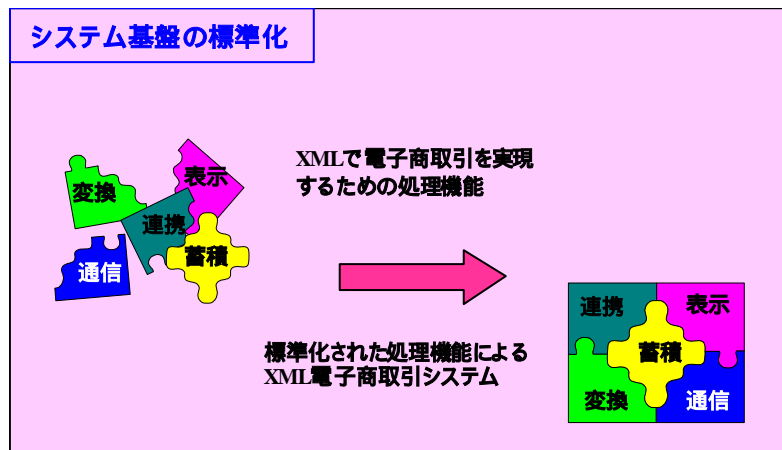 システム基盤の標準化
XMLで電子商取引を実現
するための処理機能
変換
表示
連携
蓄積
通信
標準化された処理機能による
XML電子商取引システム
連携
表示
蓄積
変換
通信